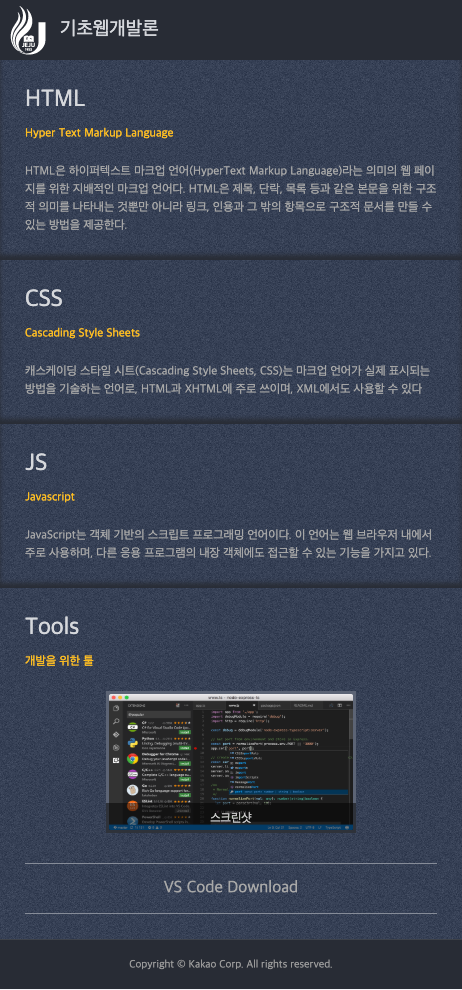 JEJU
기초웹개발론
HTML
Hyper Text Markup Language
HTML은 하이퍼텍스트 마크업 언어(HyperText Markup Language)라는 의미의 웹 페이
지를 위한 지배적인 마크업 언어다. HTML은 제목, 단락, 목록 등과 같은 본문을 위한 구조
적 의미를 나타내는 것뿐만 아니라 링크, 인용과 그 밖의 항목으로 구조적 문서를 만들 수
있는 방법을 제공한다.
CSS
Cascading Style Sheets
캐스케이딩 스타일 시트(Cascading Style Sheets, CSS)는 마크업 언어가 실제 표시되는
방법을 기술하는 언어로, HTML과 XHTML에 주로 쓰이며, XML에서도 사용할 수 있다
JS
Javascript
JavaScript는 객체 기반의 스크립트 프로그래밍 언어이다. 이 언어는 웹 브라우저 내에서
주로 사용하며, 다른 응용 프로그램의 내장 객체에도 접근할 수 있는 기능을 가지고 있다.
Tools
개발을 위한 툴
스크린샷
VS Code Download
Copyright © Kakao Corp. All rights reserved.